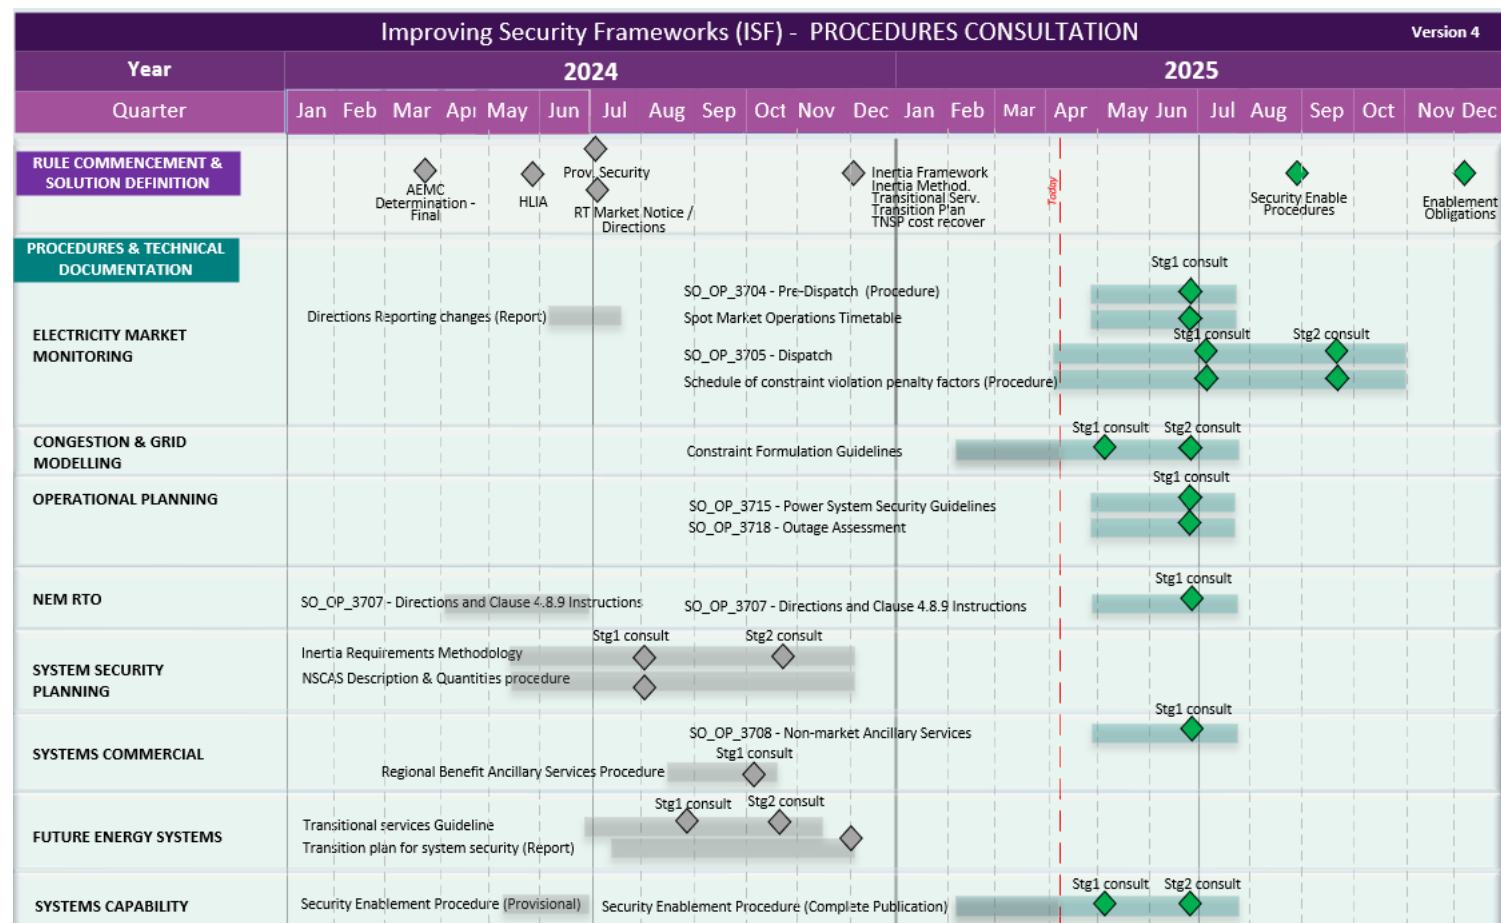 Improving Security Frameworks (ISF) - PROCEDURES CONSULTATION
Version 4
Year
2024
2025
Quarter
Jan Feb Mar Apr May Jun Jul Aug Sep Oct Nov Dec Jan Feb Mar Apr May Jun Jul Aug Sep Oct Nov Dec
RULE COMMENCEMENT &
SOLUTION DEFINITION
AEMC
Determination -
Final
HLIA
Prov. Security
RT Market Notice /
Directions
Inertia Framework
Inertia Method.
Transitional Serv.
Transition Plan
TNSP cost recover
Today
Security Enable
Procedures
Enablement
Obligations
PROCEDURES & TECHNICAL
DOCUMENTATION
ELECTRICITY MARKET
MONITORING
Directions Reporting changes (Report)
Stg1 consult
SO_OP_3704 - Pre-Dispatch (Procedure)
Spot Market Operations Timetable
Stg1 consult
Stg2 consult
SO_OP_3705 - Dispatch
Schedule of constraint violation penalty factors (Procedure)
CONGESTION & GRID
MODELLING
Stg1 consult
Stg2 consult
Constraint Formulation Guidelines
OPERATIONAL PLANNING
Stg1 consult
SO_OP_3715 - Power System Security Guidelines
SO_OP_3718 - Outage Assessment
NEM RTO
Stg1 consult
SO_OP_3707 - Directions and Clause 4.8.9 Instructions
SO_OP_3707 - Directions and Clause 4.8.9 Instructions
SYSTEM SECURITY
PLANNING
Stg1 consult
Stg2 consult
Inertia Requirements Methodology
NSCAS Description & Quantities procedure
SYSTEMS COMMERCIAL
Stg1 consult
SO_OP_3708 - Non-market Ancillary Services
Stg1 consult
Regional Benefit Ancillary Services Procedure
FUTURE ENERGY SYSTEMS
Stg1 consult
Stg2 consult
Transitional services Guideline
Transition plan for system security (Report)
SYSTEMS CAPABILITY
Stg1 consult
Stg2 consult
Security Enablement Procedure (Provisional)
Security Enablement Procedure (Complete Publication)